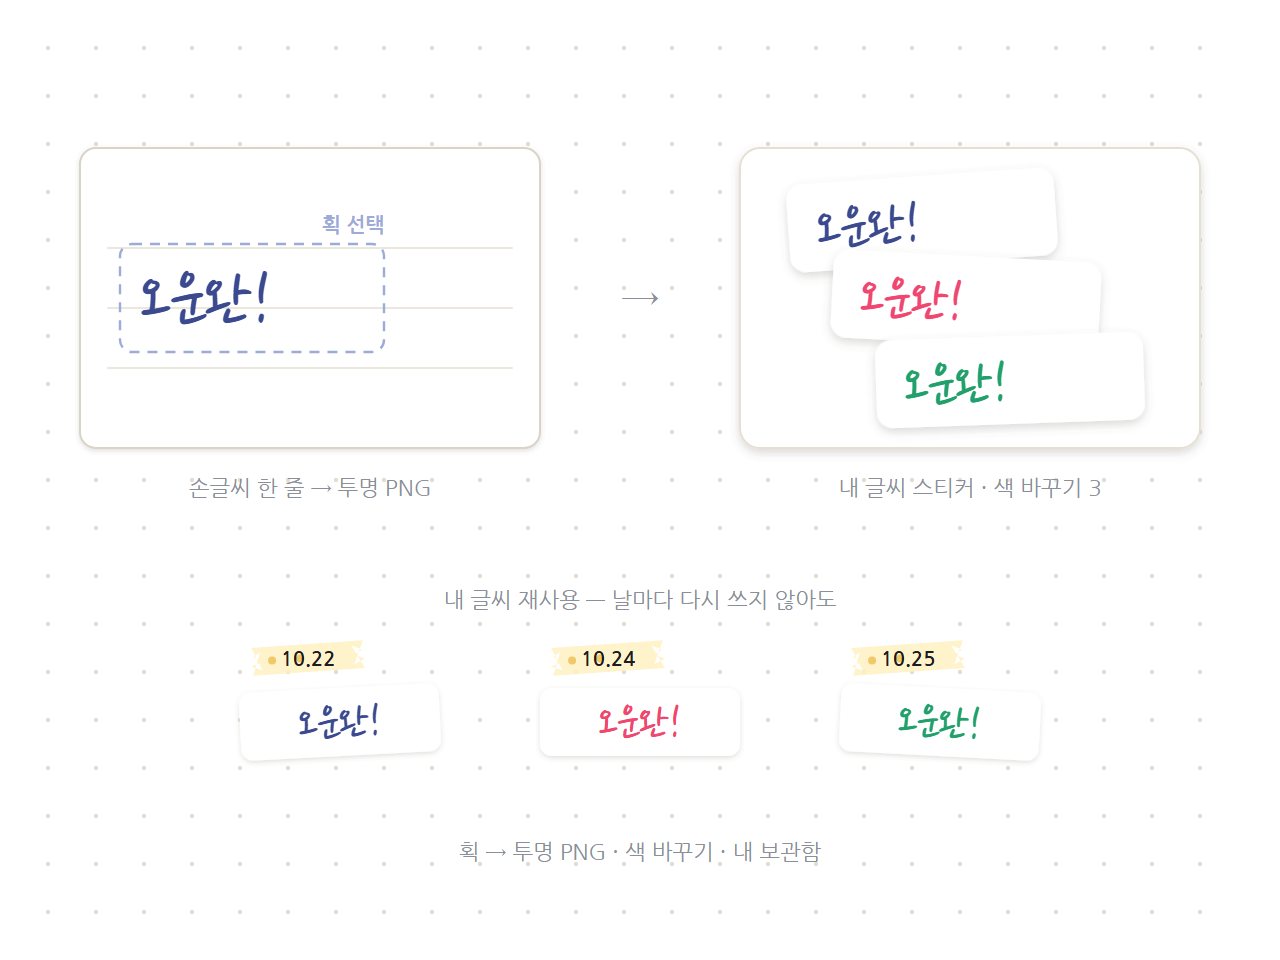 획 선택
오운완!
오운완!
오운완!
오운완!
손글씨 한 줄 → 투명 PNG
→
내 글씨 스티커 · 색 바꾸기 3
내 글씨 재사용 — 날마다 다시 쓰지 않아도
10.22
10.24
10.25
오운완!
오운완!
오운완!
획 → 투명 PNG · 색 바꾸기 · 내 보관함